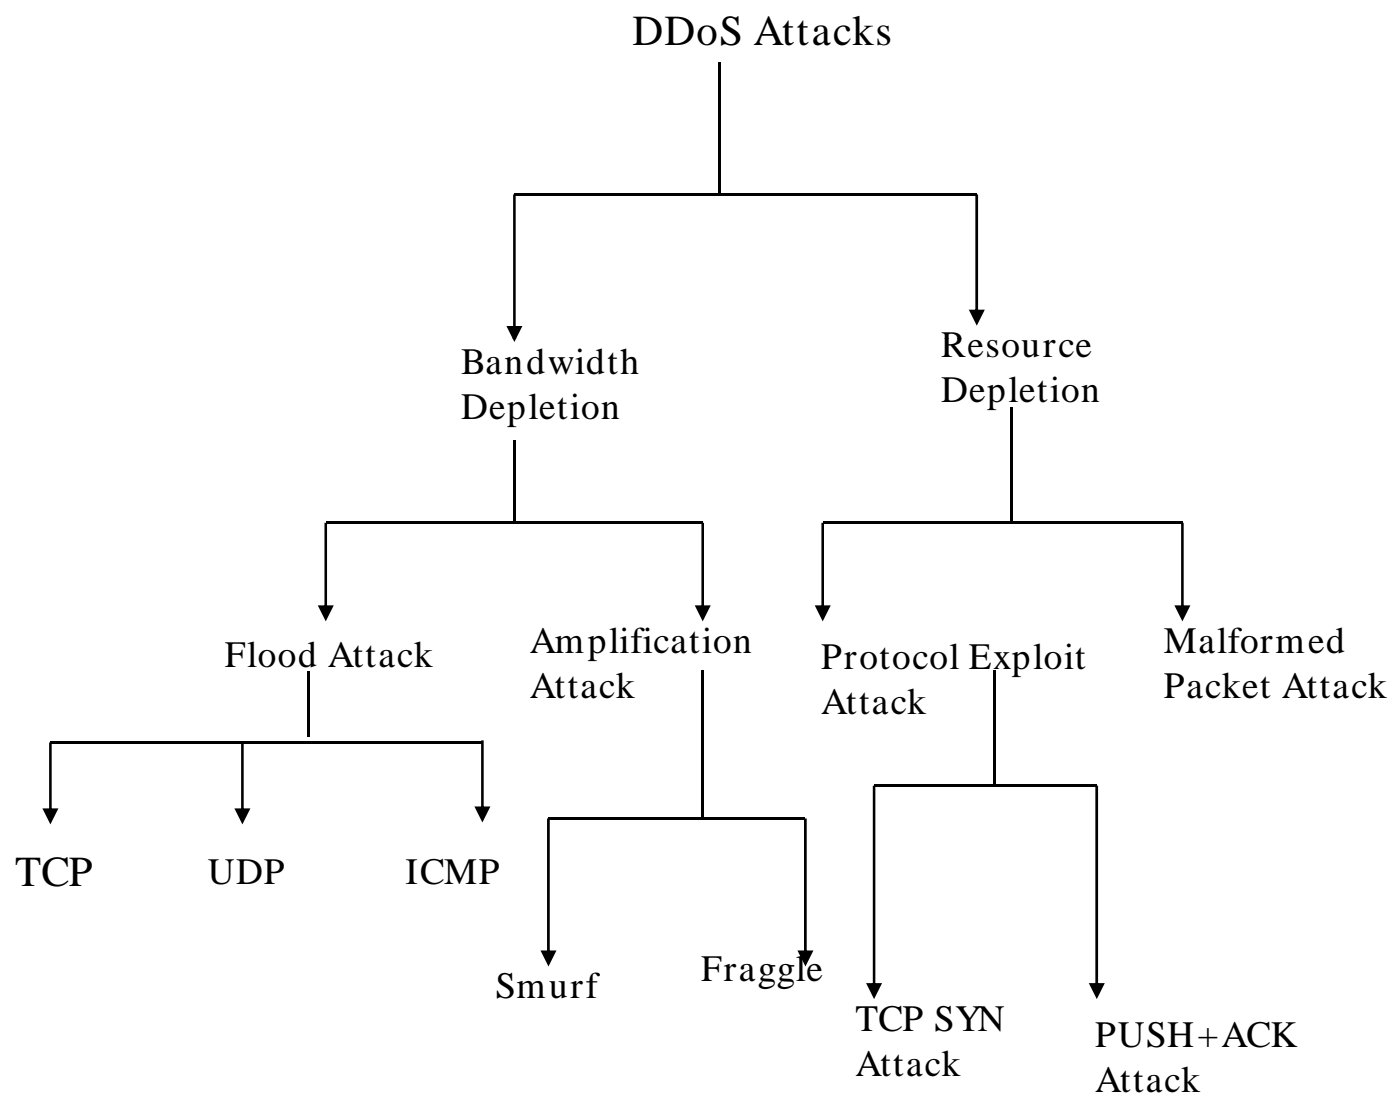 DDoS Attacks
Bandwidth
Depletion
Resource
Depletion
Flood Attack
Amplification
Attack
Protocol Exploit
Attack
Malformed
Packet Attack
TCP
UDP
ICMP
Smurf
Fraggle
TCP SYN
Attack
PUSH+ACK
Attack